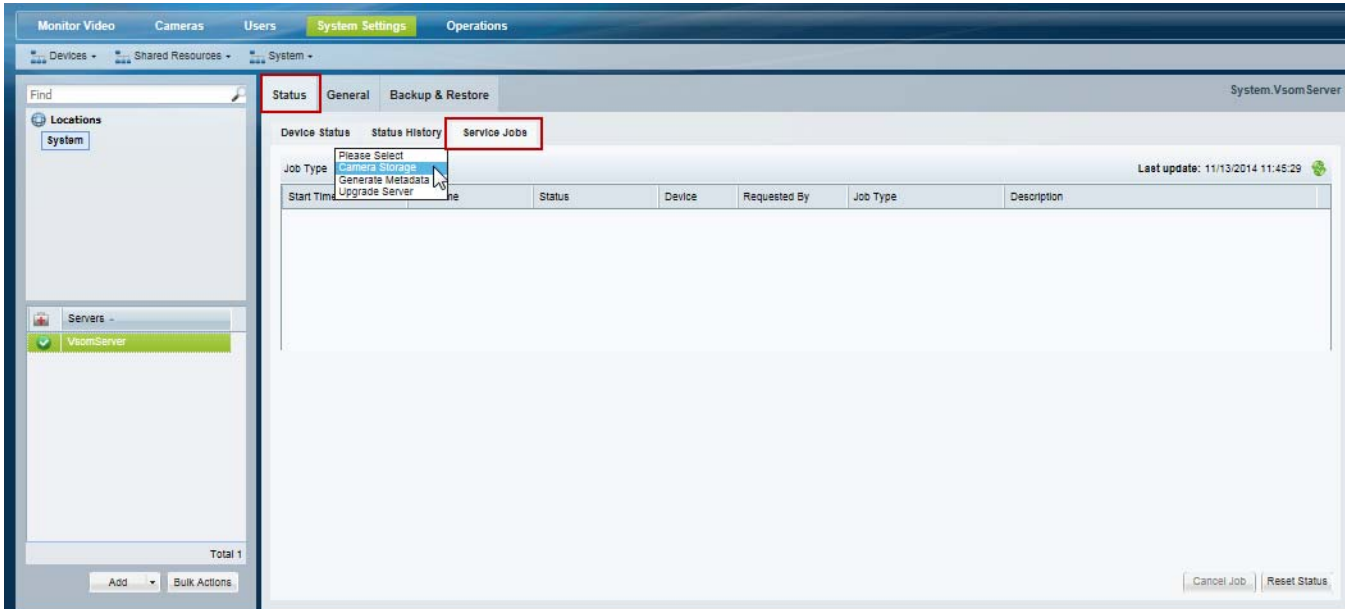 Monitor Video Cameras Users System Settings Operations
Devices Shared Resources System
Find
Locations
System
Servers
VsomServer
Total 1
Add Bulk Actions
Status General Backup & Restore System.VsomServer
Device Status Status History Service Jobs
Please Select
Job Type Camera Storage Last update: 11/13/2014 11:45:29
Generate Metadata
Upgrade Server
Start Time Status Device Requested By Job Type Description
Cancel Job Reset Status